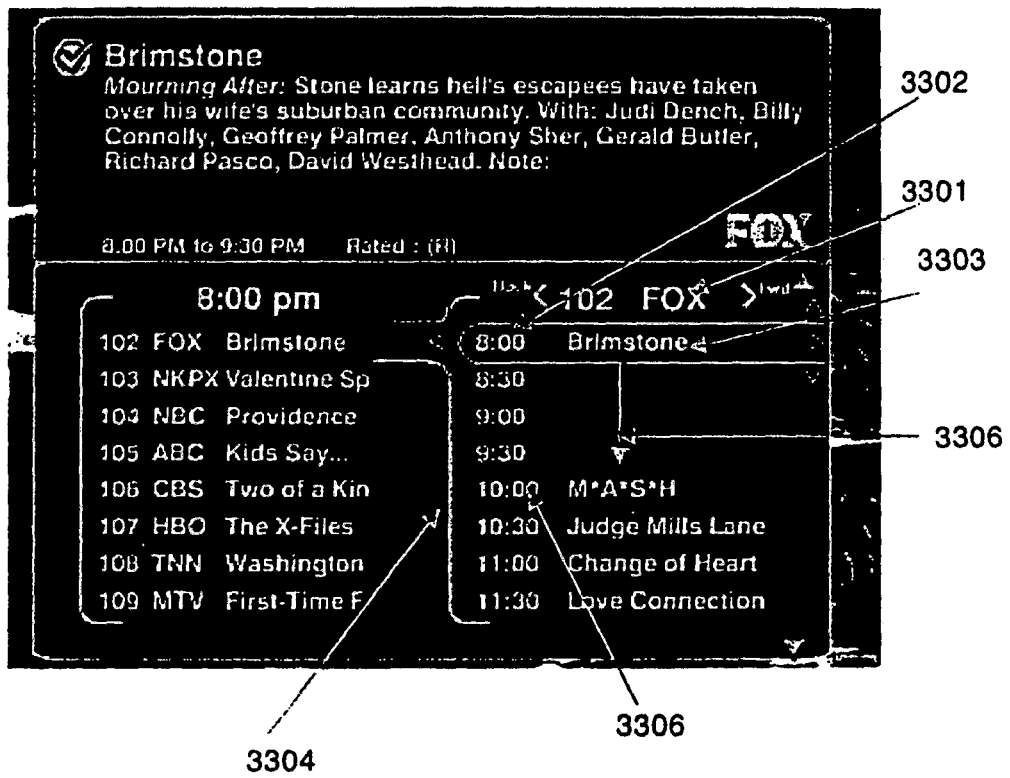 Brimstone
Mourning After: Stone learns hell's escapees have taken
over his wife's suburban community. With: Judi Dench, Billy
Connolly, Geoffrey Palmer, Anthony Sher, Gerald Butler,
Richard Pasco, David Westhead. Note:
8:00 PM to 9:30 PM Rated : (R)
FOX
3302
3301
3303
8:00 pm
Back < 102 FOX > Fwd
102 FOX Brimstone
8:00 Brimstone
103 NKPX Valentine Sp
8:30
104 NBC Providence
9:00
105 ABC Kids Say...
9:30
3306
106 CBS Two of a Kin
10:00 M*A*S*H
107 HBO The X-Files
10:30 Judge Mills Lane
108 TNN Washington
11:00 Change of Heart
109 MTV First-Time F
11:30 Love Connection
3304
3306